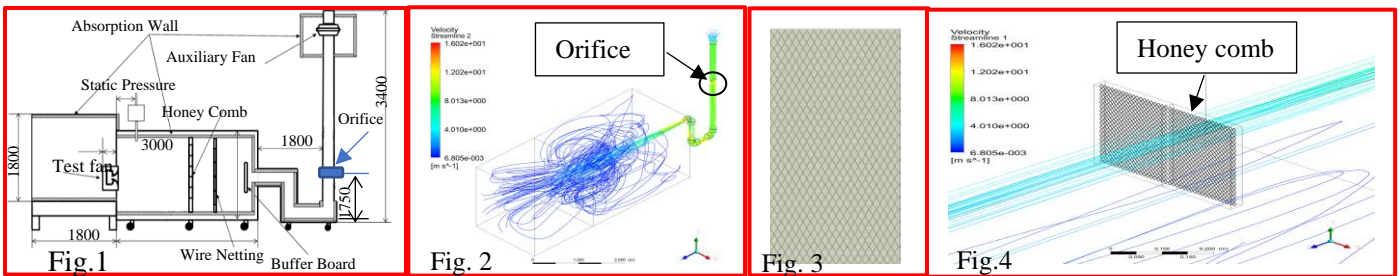 Absorption Wall
Auxiliary Fan
Static Pressure
Honey Comb
3400
Orifice
3000
1800
1800
Test fan
1750
1800
Wire Netting
Buffer Board
Fig.1
Velocity
Streamline 2
1.602e+001
1.202e+001
8.013e+000
4.010e+000
6.805e-003
[m s^-1]
Orifice
Fig. 2
Fig. 3
Velocity
Streamline 1
1.602e+001
1.202e+001
8.013e+000
4.010e+000
6.805e-003
[m s^-1]
Honey comb
Fig.4